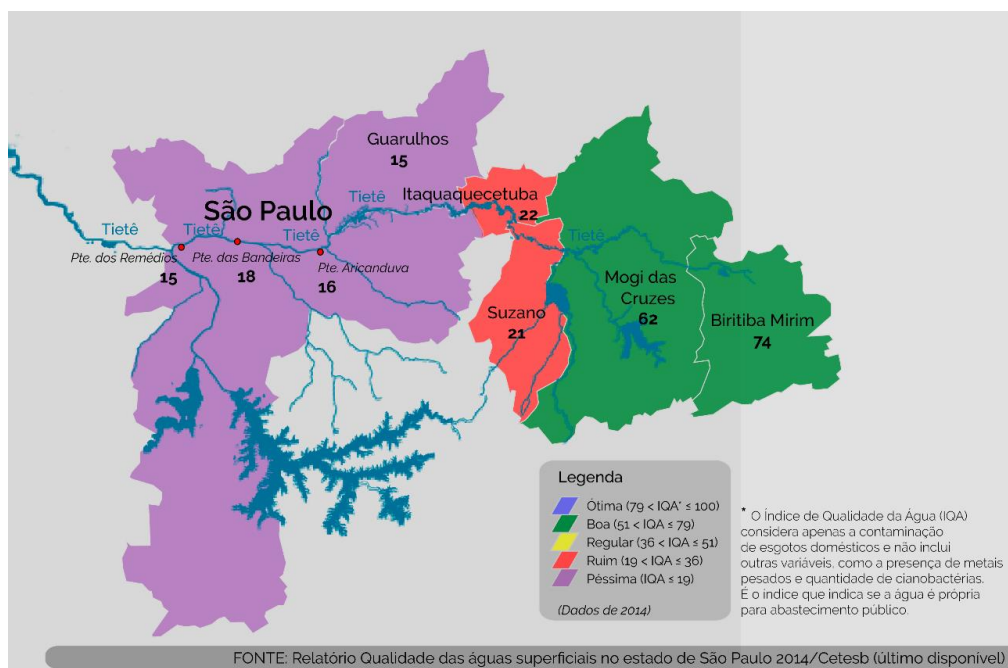 Guarulhos
15
Itaquaquecetuba
22
Tietê
São Paulo
Tietê
Tietê
Tietê
Tietê
Pte. dos Remédios
15
Pte. das Bandeiras
18
Pte. Aricanduva
16
Suzano
21
Mogi das
Cruzes
62
Biritiba Mirim
74
Legenda
Ótima (79 < IQA* ≤ 100)
Boa (51 < IQA ≤ 79)
Regular (36 < IQA ≤ 51)
Ruim (19 < IQA ≤ 36)
Péssima (IQA ≤ 19)
(Dados de 2014)
* O Índice de Qualidade da Água (IQA)
considera apenas a contaminação
de esgotos domésticos e não inclui
outras variáveis, como a presença de metais
pesados e quantidade de cianobactérias.
É o índice que indica se a água é própria
para abastecimento público.
FONTE: Relatório Qualidade das águas superficiais no estado de São Paulo 2014/Cetesb (último disponível)